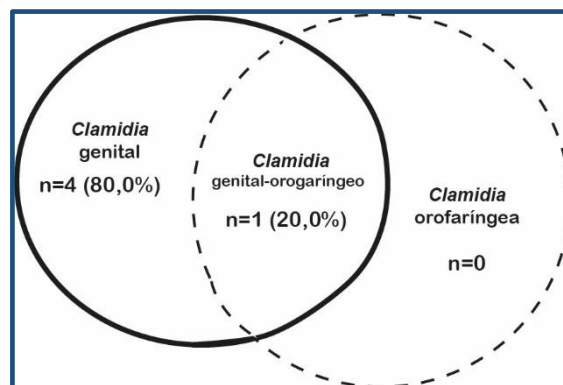 Clamidia
genital
n=4 (80,0%)
Clamidia
genital-orogaríngeo
n=1 (20,0%)
Clamidia
orofaríngea
n=0